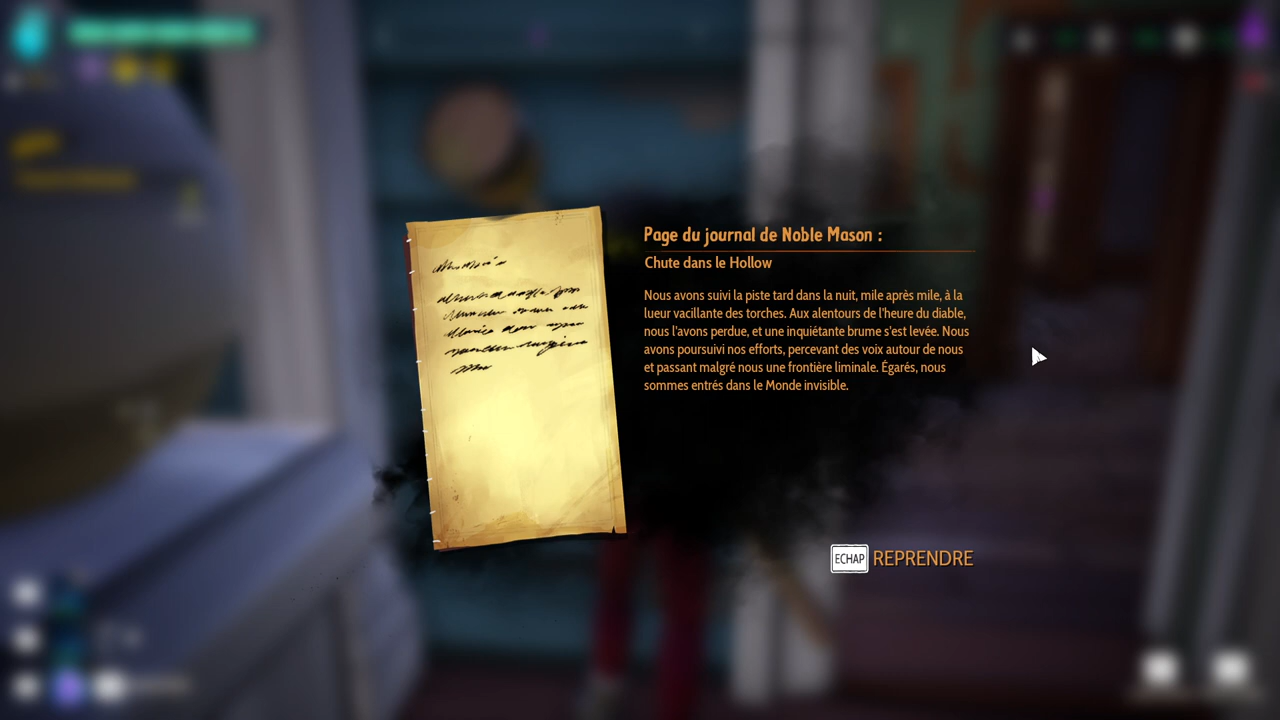 Page du journal de Noble Mason :
Chute dans le Hollow
Nous avons suivi la piste tard dans la nuit, mile après mile, à la
lueur vacillante des torches. Aux alentours de l'heure du diable,
nous l'avons perdue, et une inquiétante brume s'est levée. Nous
avons poursuivi nos efforts, percevant des voix autour de nous
et passant malgré nous une frontière liminale. Égarés, nous
sommes entrés dans le Monde invisible.
ECHAP REPRENDRE